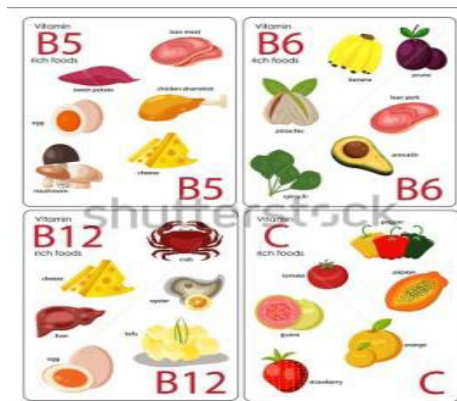 Vitamin
B5
rich foods
lean meat
sweet potato
chicken drumstick
egg
cheese
mushroom
B5
Vitamin
B6
rich foods
banana
prune
pistachio
lean pork
avocado
spinach
B6
shutterstock
Vitamin
B12
rich foods
crab
cheese
oyster
liver
tofu
egg
B12
Vitamin
C
rich foods
pepper
tomato
guava
orange
strawberry
C